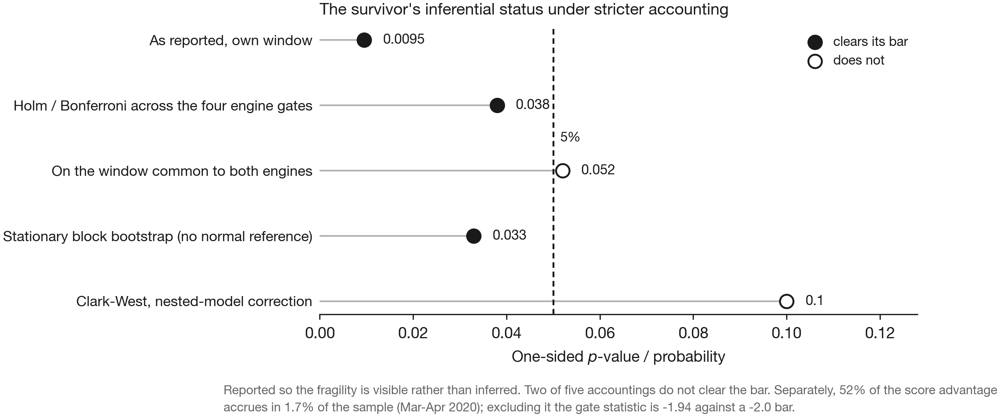 The survivor's inferential status under stricter accounting
As reported, own window
0.0095
clears its bar
does not
Holm / Bonferroni across the four engine gates
0.038
5%
On the window common to both engines
0.052
Stationary block bootstrap (no normal reference)
0.033
Clark-West, nested-model correction
0.1
0.00 0.02 0.04 0.06 0.08 0.10 0.12
One-sided p-value / probability
Reported so the fragility is visible rather than inferred. Two of five accountings do not clear the bar. Separately, 52% of the score advantage
accrues in 1.7% of the sample (Mar-Apr 2020); excluding it the gate statistic is -1.94 against a -2.0 bar.